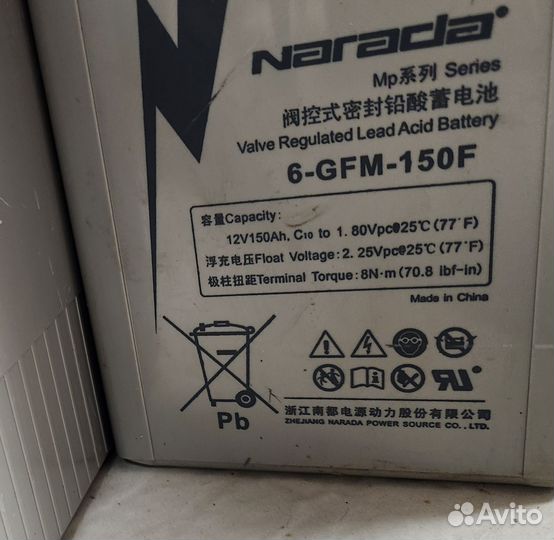 Narada
Mp系列 Series
阀控式密封铅酸蓄电池
Valve Regulated Lead Acid Battery
6-GFM-150F
容量Capacity:
12V150Ah, C10 to 1.80Vpc@25℃(77°F)
浮充电压Float Voltage: 2.25Vpc@25℃(77°F)
极柱扭距Terminal Torque: 8N·m (70.8 lbf-in)
Made in China
Pb
浙江南都电源动力股份有限公司
ZHEJIANG NARADA POWER SOURCE CO., LTD.
Avito